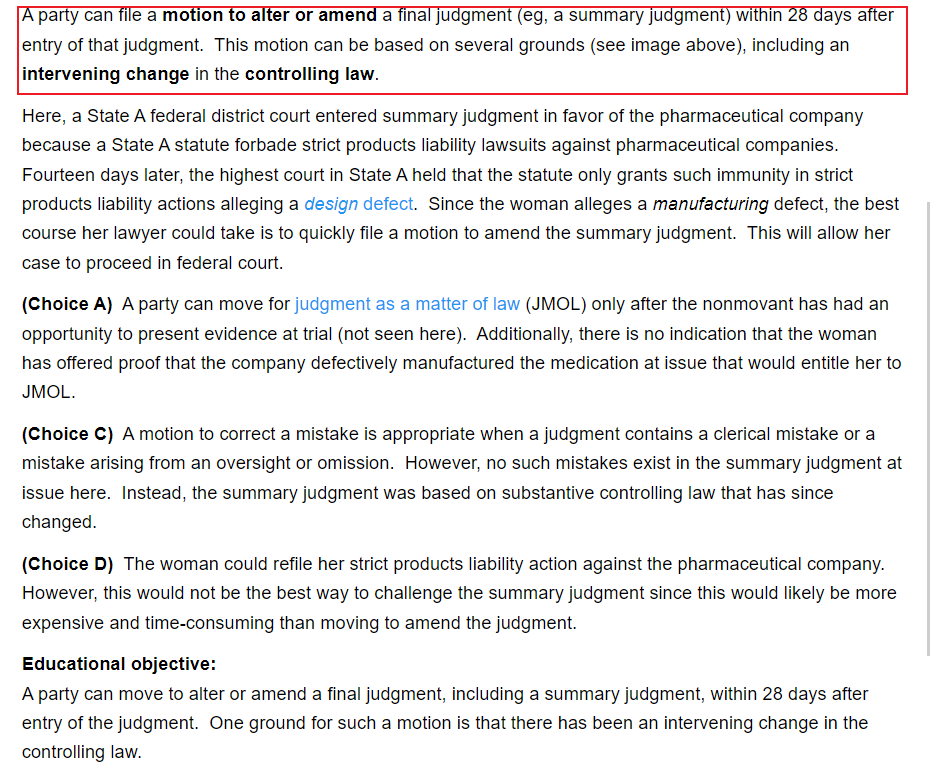 A party can file a motion to alter or amend a final judgment (eg, a summary judgment) within 28 days after
entry of that judgment. This motion can be based on several grounds (see image above), including an
intervening change in the controlling law.
Here, a State A federal district court entered summary judgment in favor of the pharmaceutical company
because a State A statute forbade strict products liability lawsuits against pharmaceutical companies.
Fourteen days later, the highest court in State A held that the statute only grants such immunity in strict
products liability actions alleging a design defect. Since the woman alleges a manufacturing defect, the best
course her lawyer could take is to quickly file a motion to amend the summary judgment. This will allow her
case to proceed in federal court.
(Choice A) A party can move for judgment as a matter of law (JMOL) only after the nonmovant has had an
opportunity to present evidence at trial (not seen here). Additionally, there is no indication that the woman
has offered proof that the company defectively manufactured the medication at issue that would entitle her to
JMOL.
(Choice C) A motion to correct a mistake is appropriate when a judgment contains a clerical mistake or a
mistake arising from an oversight or omission. However, no such mistakes exist in the summary judgment at
issue here. Instead, the summary judgment was based on substantive controlling law that has since
changed.
(Choice D) The woman could refile her strict products liability action against the pharmaceutical company.
However, this would not be the best way to challenge the summary judgment since this would likely be more
expensive and time-consuming than moving to amend the judgment.
Educational objective:
A party can move to alter or amend a final judgment, including a summary judgment, within 28 days after
entry of the judgment. One ground for such a motion is that there has been an intervening change in the
controlling law.